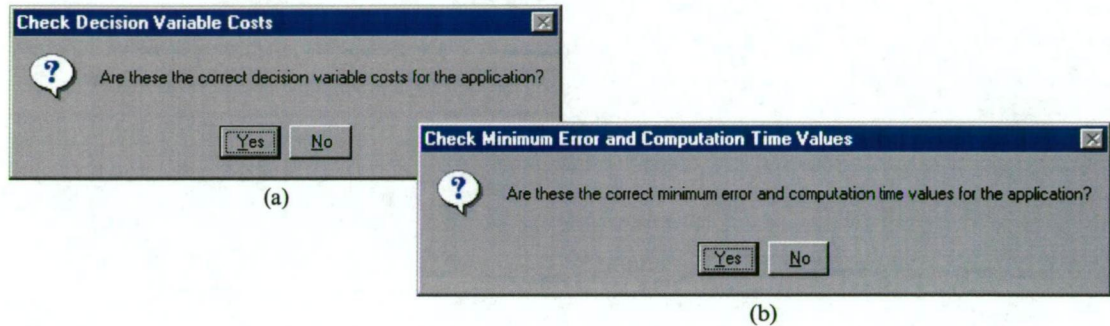 Check Decision Variable Costs
Are these the correct decision variable costs for the application?
Yes
No
(a)
Check Minimum Error and Computation Time Values
Are these the correct minimum error and computation time values for the application?
Yes
No
(b)